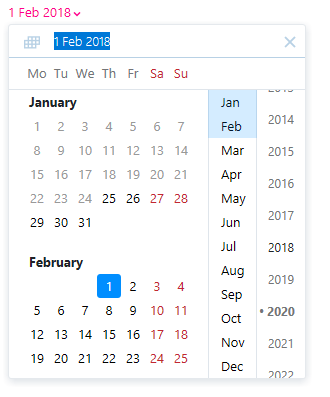 1 Feb 2018
1 Feb 2018
Mo Tu We Th Fr Sa Su
January
1 2 3 4 5 6 7
8 9 10 11 12 13 14
15 16 17 18 19 20 21
22 23 24 25 26 27 28
29 30 31
February
1 2 3 4
5 6 7 8 9 10 11
12 13 14 15 16 17 18
19 20 21 22 23 24 25
Jan
Feb
Mar
Apr
May
Jun
Jul
Aug
Sep
Oct
Nov
Dec
2014
2015
2016
2017
2018
2019
• 2020
2021
2022